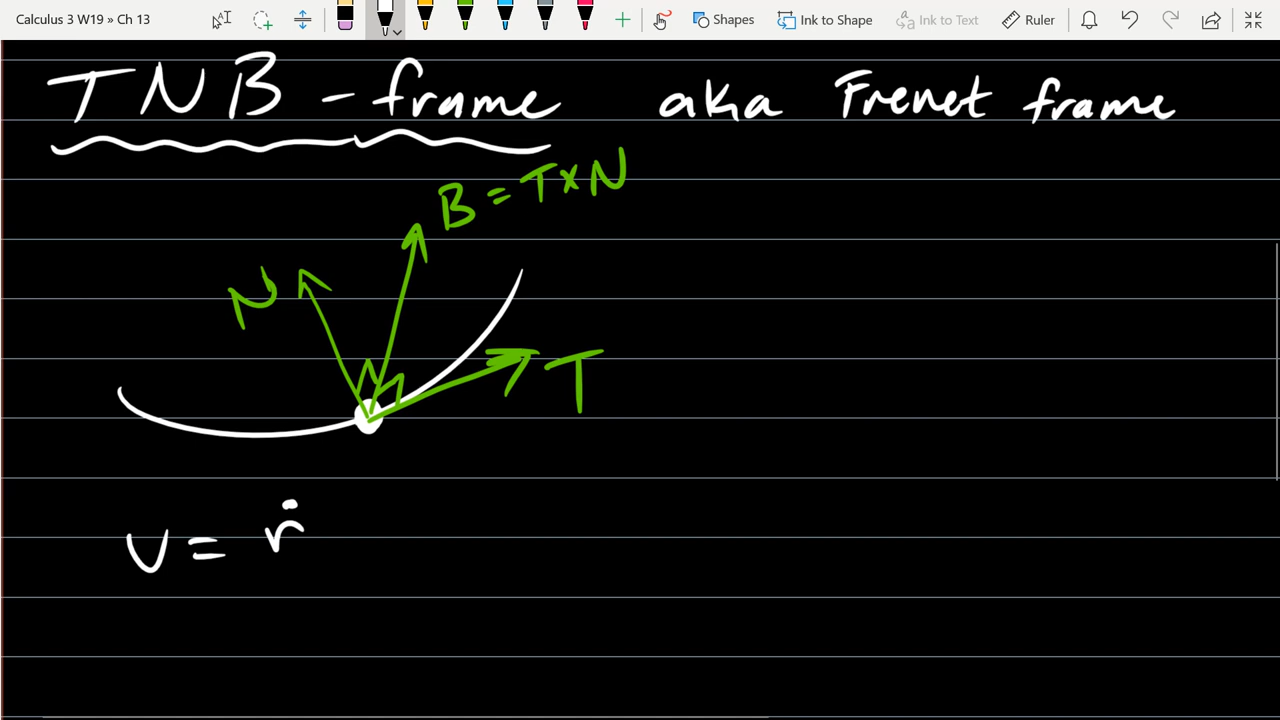 Calculus 3 W19 » Ch 13
Shapes
Ink to Shape
Ink to Text
Ruler
TNB-frame aka Frenet frame
B = T×N
N
T
v = ṙ